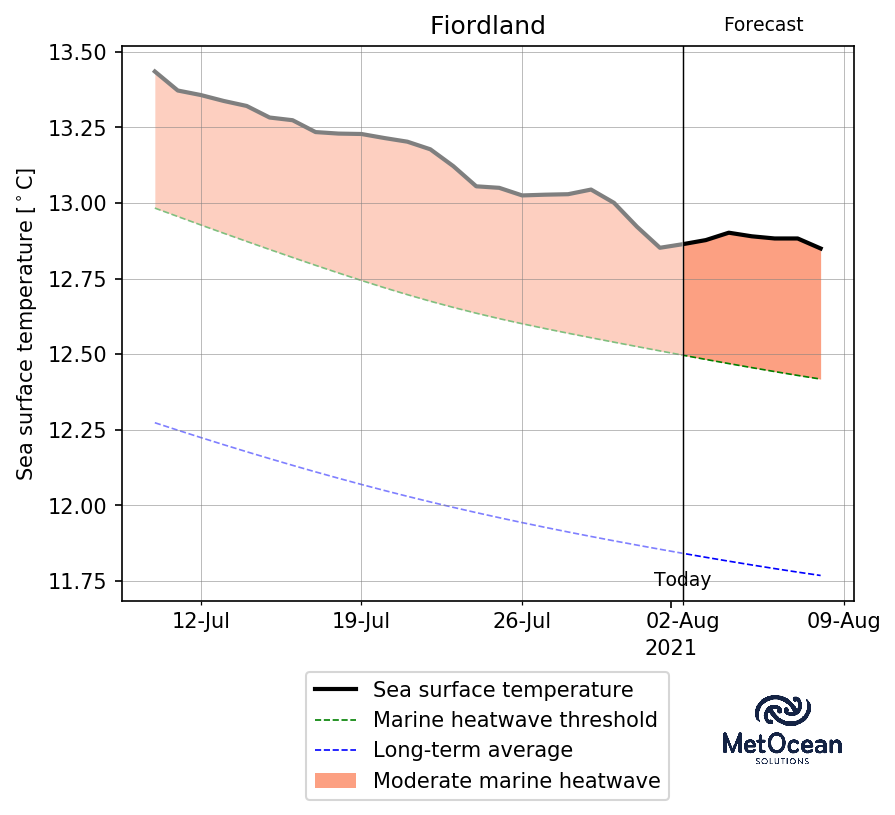 Fiordland
Forecast
Sea surface temperature [°C]
13.50
13.25
13.00
12.75
12.50
12.25
12.00
11.75
Today
12-Jul
19-Jul
26-Jul
02-Aug
09-Aug
2021
Sea surface temperature
Marine heatwave threshold
Long-term average
Moderate marine heatwave
MetOcean
SOLUTIONS